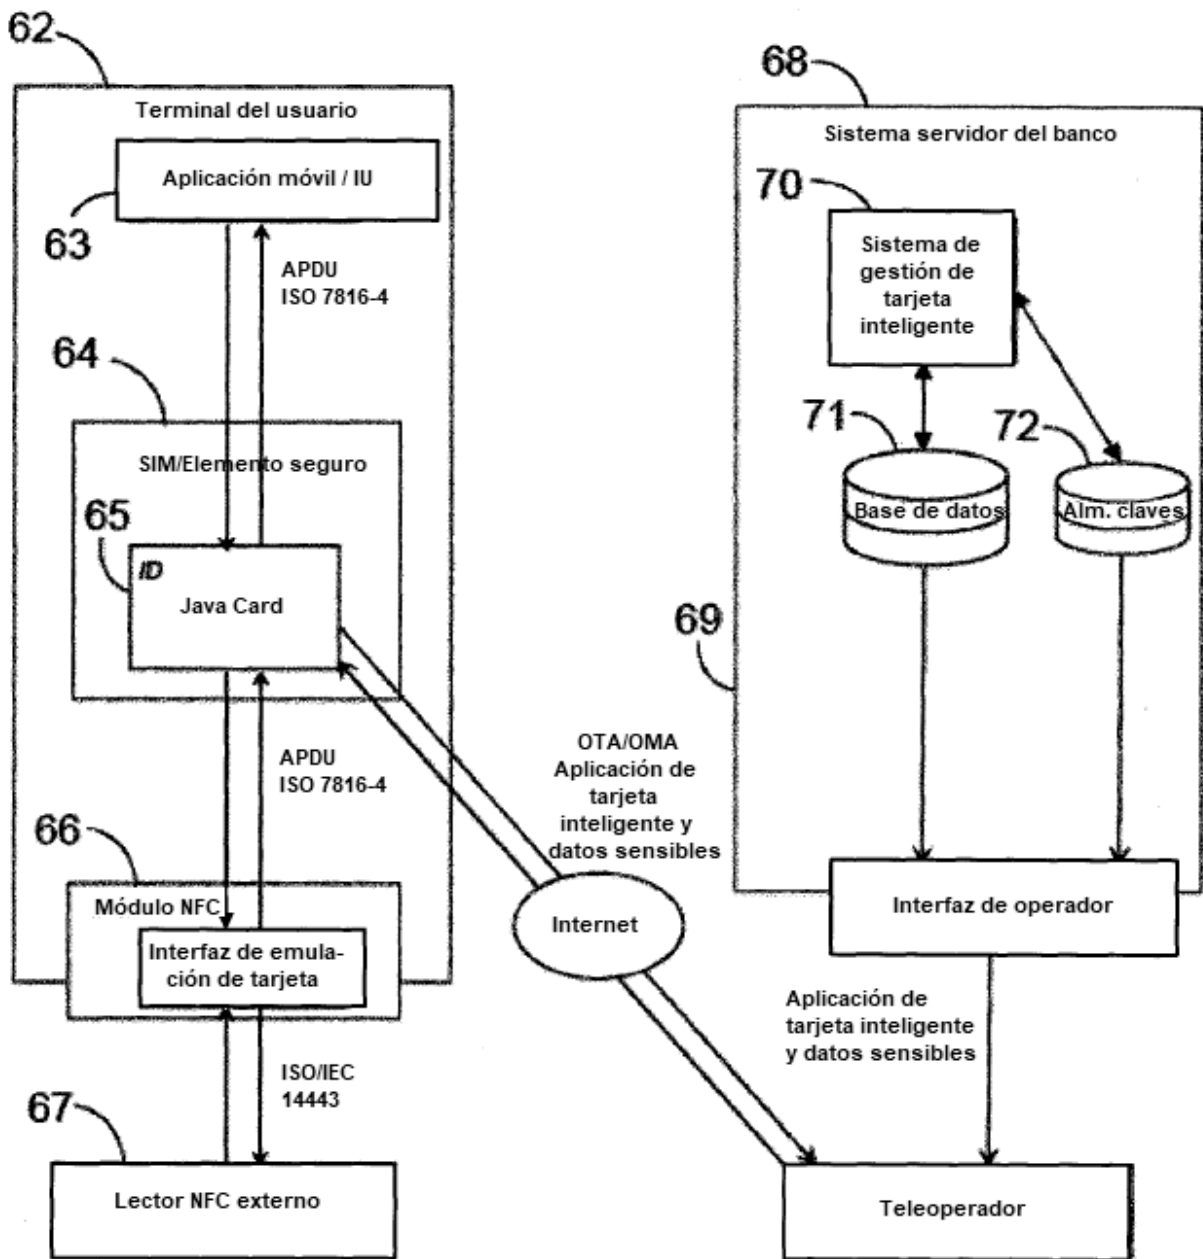 62
Terminal del usuario
Aplicación móvil / IU
63
APDU
ISO 7816-4
64
SIM/Elemento seguro
65
ID
Java Card
APDU
ISO 7816-4
66
Módulo NFC
Interfaz de emula-
ción de tarjeta
ISO/IEC
14443
67
Lector NFC externo
OTA/OMA
Aplicación de
tarjeta
inteligente y
datos sensibles
Internet
68
Sistema servidor del banco
70
Sistema de
gestión de
tarjeta
inteligente
71
72
Base de datos
Alm. claves
69
Interfaz de operador
Aplicación de
tarjeta inteligente
y datos sensibles
Teleoperador